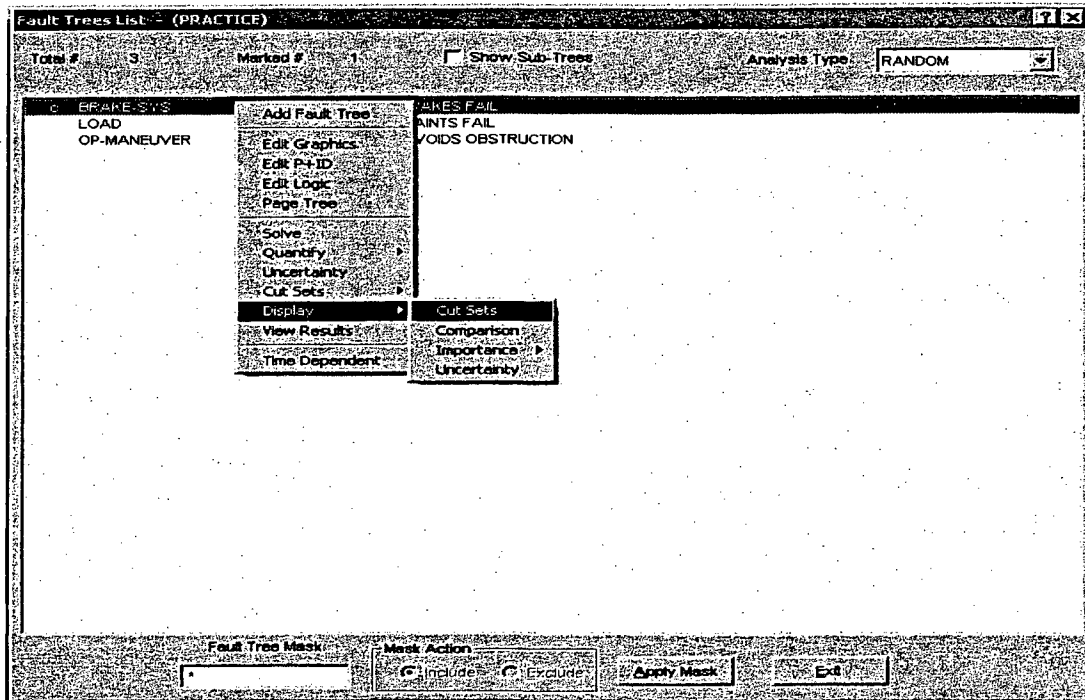 Fault Trees List - (PRACTICE)
Total # 3 Marked # 1 Show Sub-Trees Analysis Type RANDOM
c BRAKE-SYS AKES FAIL
LOAD AINTS FAIL
OP-MANEUVER VOIDS OBSTRUCTION
Add Fault Tree
Edit Graphics
Edit P+ID
Edit Logic
Page Tree
Solve
Quantify
Uncertainty
Cut Sets
Display
View Results
Time Dependent
Cut Sets
Comparison
Importance
Uncertainty
Fault Tree Mask
*
Mask Action
Include Exclude
Apply Mask
Exit